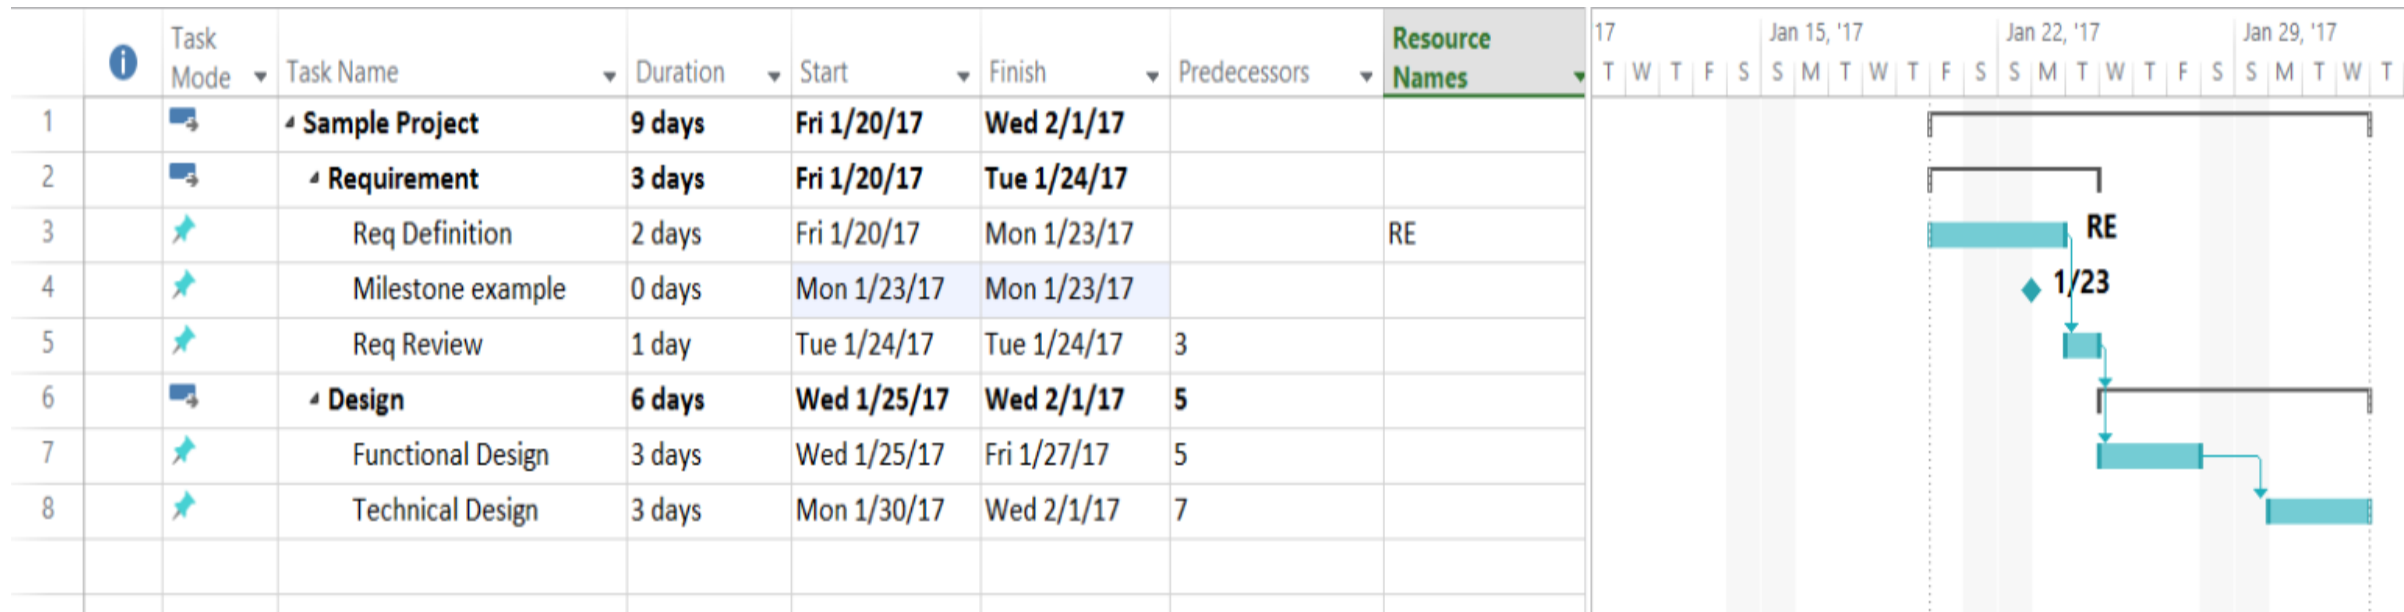 Task Mode Task Name Duration Start Finish Predecessors Resource Names
17 Jan 15, '17 Jan 22, '17 Jan 29, '17
T W T F S S M T W T F S S M T W T F S S M T W T
1 Sample Project 9 days Fri 1/20/17 Wed 2/1/17
2 Requirement 3 days Fri 1/20/17 Tue 1/24/17
3 Req Definition 2 days Fri 1/20/17 Mon 1/23/17 RE RE
4 Milestone example 0 days Mon 1/23/17 Mon 1/23/17 1/23
5 Req Review 1 day Tue 1/24/17 Tue 1/24/17 3
6 Design 6 days Wed 1/25/17 Wed 2/1/17 5
7 Functional Design 3 days Wed 1/25/17 Fri 1/27/17 5
8 Technical Design 3 days Mon 1/30/17 Wed 2/1/17 7